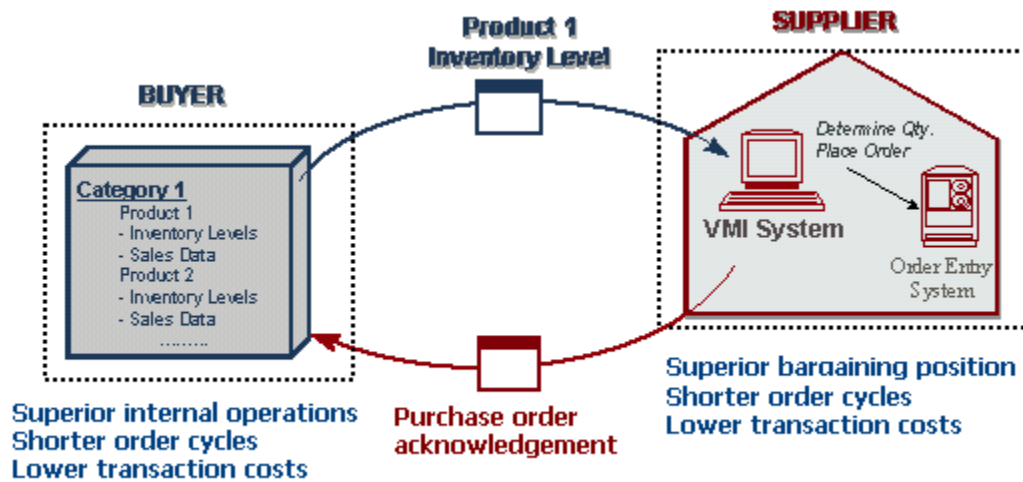 Product 1
Inventory Level
SUPPLIER
BUYER
Category 1
Product 1
- Inventory Levels
- Sales Data
Product 2
- Inventory Levels
- Sales Data
.........
Determine Qty.
Place Order
VMI System
Order Entry
System
Superior internal operations
Shorter order cycles
Lower transaction costs
Purchase order
acknowledgement
Superior bargaining position
Shorter order cycles
Lower transaction costs